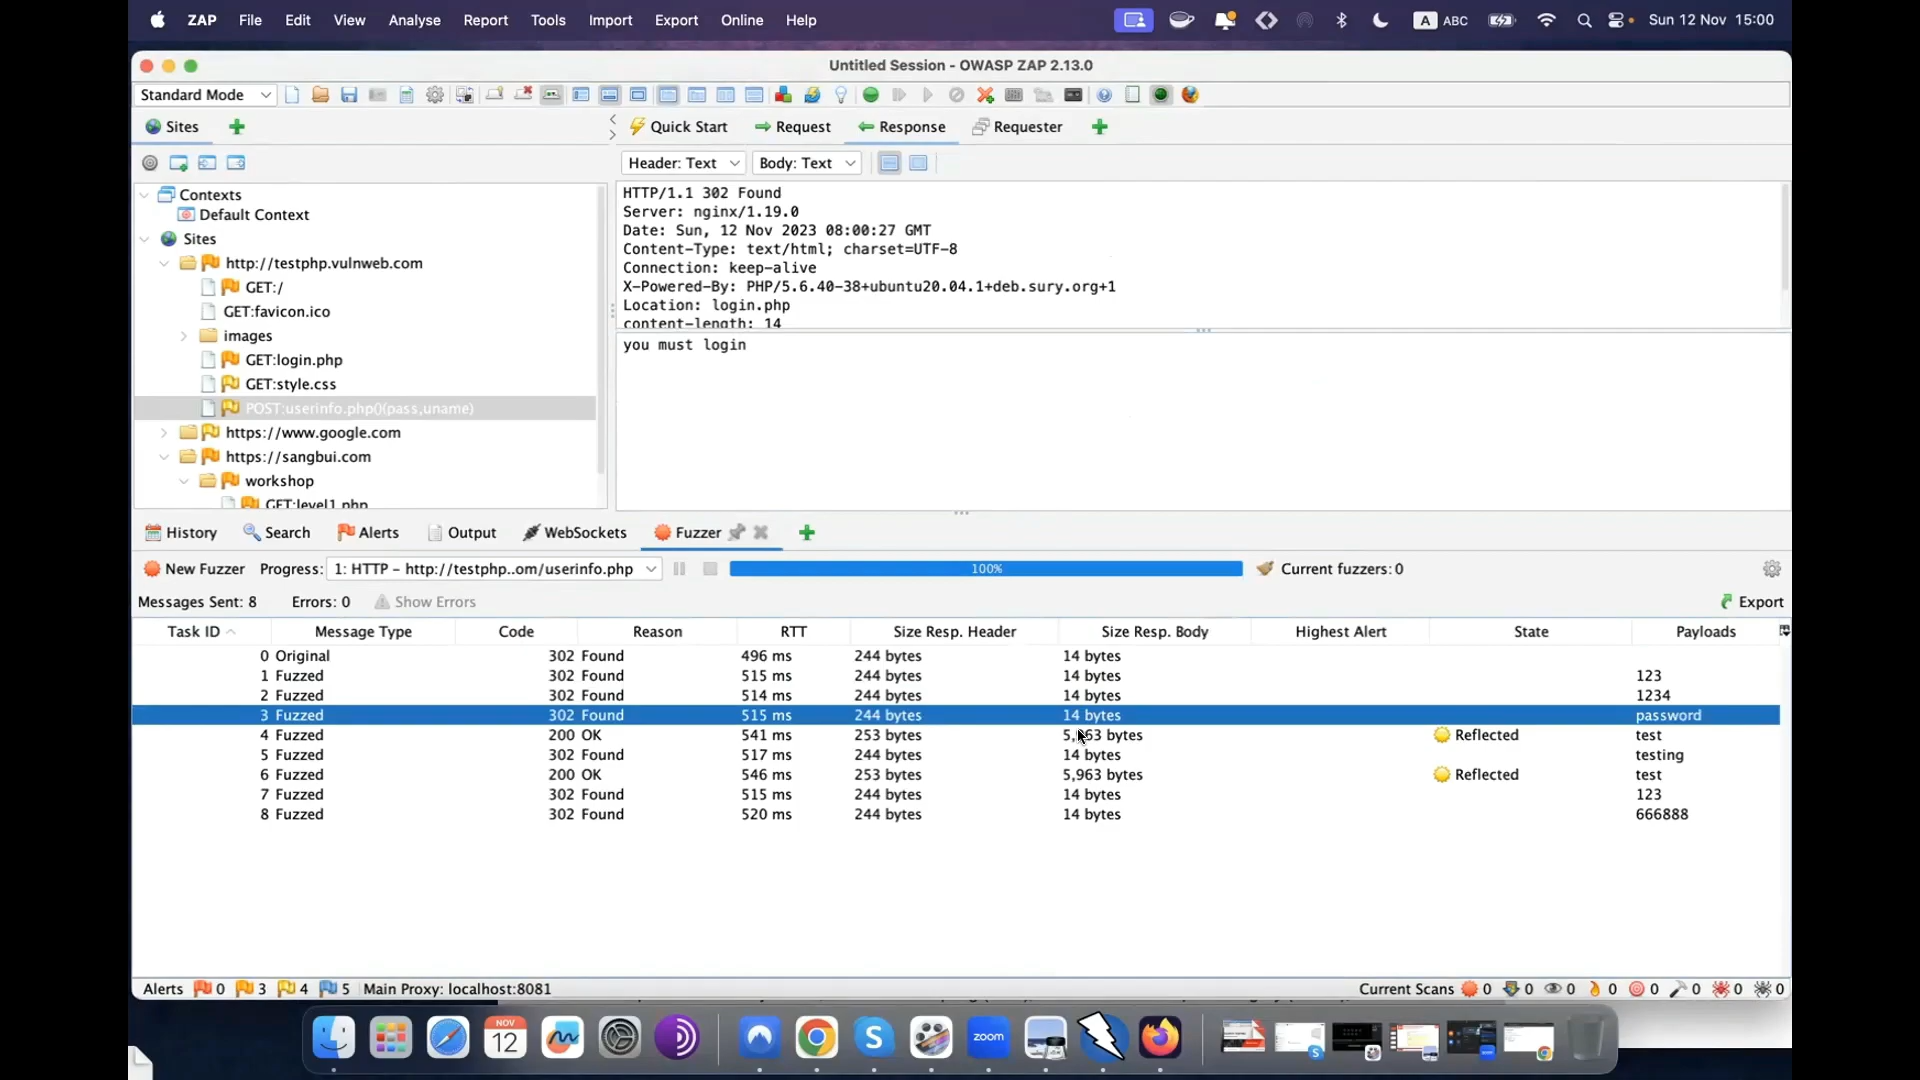 ZAP File Edit View Analyse Report Tools Import Export Online Help A ABC Sun 12 Nov 15:00
Untitled Session - OWASP ZAP 2.13.0
Standard Mode
Sites
Quick Start Request Response Requester
Header: Text Body: Text
Contexts
Default Context
Sites
http://testphp.vulnweb.com
GET:/
GET:favicon.ico
images
GET:login.php
GET:style.css
POST:userinfo.php()(pass,uname)
https://www.google.com
https://sangbui.com
workshop
GET:level1.php
HTTP/1.1 302 Found
Server: nginx/1.19.0
Date: Sun, 12 Nov 2023 08:00:27 GMT
Content-Type: text/html; charset=UTF-8
Connection: keep-alive
X-Powered-By: PHP/5.6.40-38+ubuntu20.04.1+deb.sury.org+1
Location: login.php
content-length: 14
you must login
History Search Alerts Output WebSockets Fuzzer
New Fuzzer Progress: 1: HTTP - http://testphp..om/userinfo.php 100% Current fuzzers: 0
Messages Sent: 8 Errors: 0 Show Errors Export
Task ID Message Type Code Reason RTT Size Resp. Header Size Resp. Body Highest Alert State Payloads
0 Original 302 Found 496 ms 244 bytes 14 bytes
1 Fuzzed 302 Found 515 ms 244 bytes 14 bytes 123
2 Fuzzed 302 Found 514 ms 244 bytes 14 bytes 1234
3 Fuzzed 302 Found 515 ms 244 bytes 14 bytes password
4 Fuzzed 200 OK 541 ms 253 bytes bytes Reflected test
5 Fuzzed 302 Found 517 ms 244 bytes 14 bytes testing
6 Fuzzed 200 OK 546 ms 253 bytes 5,963 bytes Reflected test
7 Fuzzed 302 Found 515 ms 244 bytes 14 bytes 123
8 Fuzzed 302 Found 520 ms 244 bytes 14 bytes 666888
Alerts 0 3 4 5 Main Proxy: localhost:8081 Current Scans 0 0 0 0 0 0 0 0
NOV
12
zoom